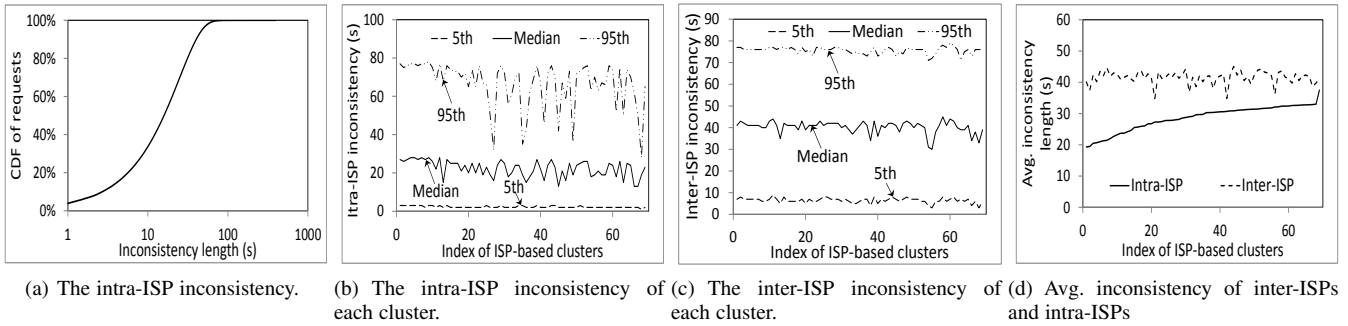 CDF of requests
100%
80%
60%
40%
20%
0%
1
10
100
1000
Inconsistency length (s)
(a) The intra-ISP inconsistency.
Itra-ISP inconsistency (s)
100
80
60
40
20
0
5th
Median
95th
95th
Median
5th
0
20
40
60
Index of ISP-based clusters
(b) The intra-ISP inconsistency of
each cluster.
Inter-ISP inconsistency (s)
90
80
70
60
50
40
30
20
10
0
5th
Median
95th
95th
Median
5th
0
20
40
60
Index of ISP-based clusters
(c) The inter-ISP inconsistency of
each cluster.
Avg. inconsistency
length (s)
60
50
40
30
20
10
0
Intra-ISP
Inter-ISP
0
20
40
60
Index of ISP-based clusters
(d) Avg. inconsistency of inter-ISPs
and intra-ISPs